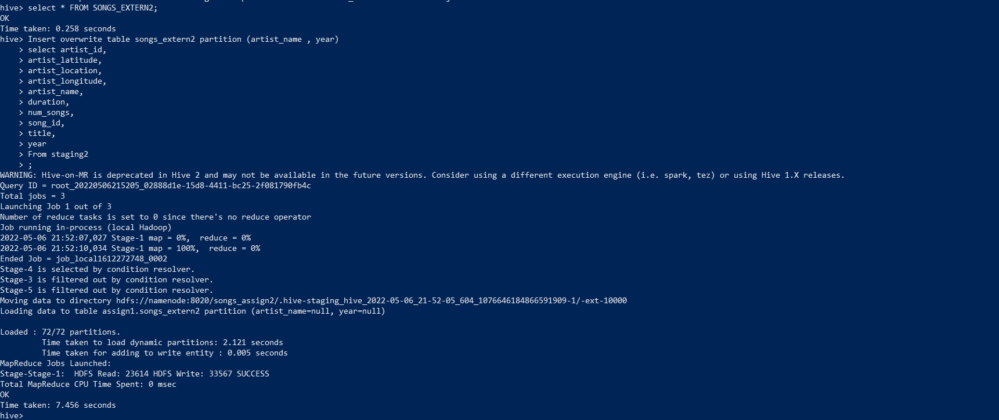 hive> select * FROM SONGS_EXTERN2;
OK
Time taken: 0.258 seconds
hive> Insert overwrite table songs_extern2 partition (artist_name , year)
    > select artist_id,
    > artist_latitude,
    > artist_location,
    > artist_longitude,
    > artist_name,
    > duration,
    > num_songs,
    > song_id,
    > title,
    > year
    > From staging2
    > ;
WARNING: Hive-on-MR is deprecated in Hive 2 and may not be available in the future versions. Consider using a different execution engine (i.e. spark, tez) or using Hive 1.X releases.
Query ID = root_20220506215205_02888d1e-15d8-4411-bc25-2f081790fb4c
Total jobs = 3
Launching Job 1 out of 3
Number of reduce tasks is set to 0 since there's no reduce operator
Job running in-process (local Hadoop)
2022-05-06 21:52:07,027 Stage-1 map = 0%,  reduce = 0%
2022-05-06 21:52:10,034 Stage-1 map = 100%,  reduce = 0%
Ended Job = job_local1612272748_0002
Stage-4 is selected by condition resolver.
Stage-3 is filtered out by condition resolver.
Stage-5 is filtered out by condition resolver.
Moving data to directory hdfs://namenode:8020/songs_assign2/.hive-staging_hive_2022-05-06_21-52-05_604_1076646184866591909-1/-ext-10000
Loading data to table assign1.songs_extern2 partition (artist_name=null, year=null)

Loaded : 72/72 partitions.
         Time taken to load dynamic partitions: 2.121 seconds
         Time taken for adding to write entity : 0.005 seconds
MapReduce Jobs Launched:
Stage-Stage-1:  HDFS Read: 23614 HDFS Write: 33567 SUCCESS
Total MapReduce CPU Time Spent: 0 msec
OK
Time taken: 7.456 seconds
hive>